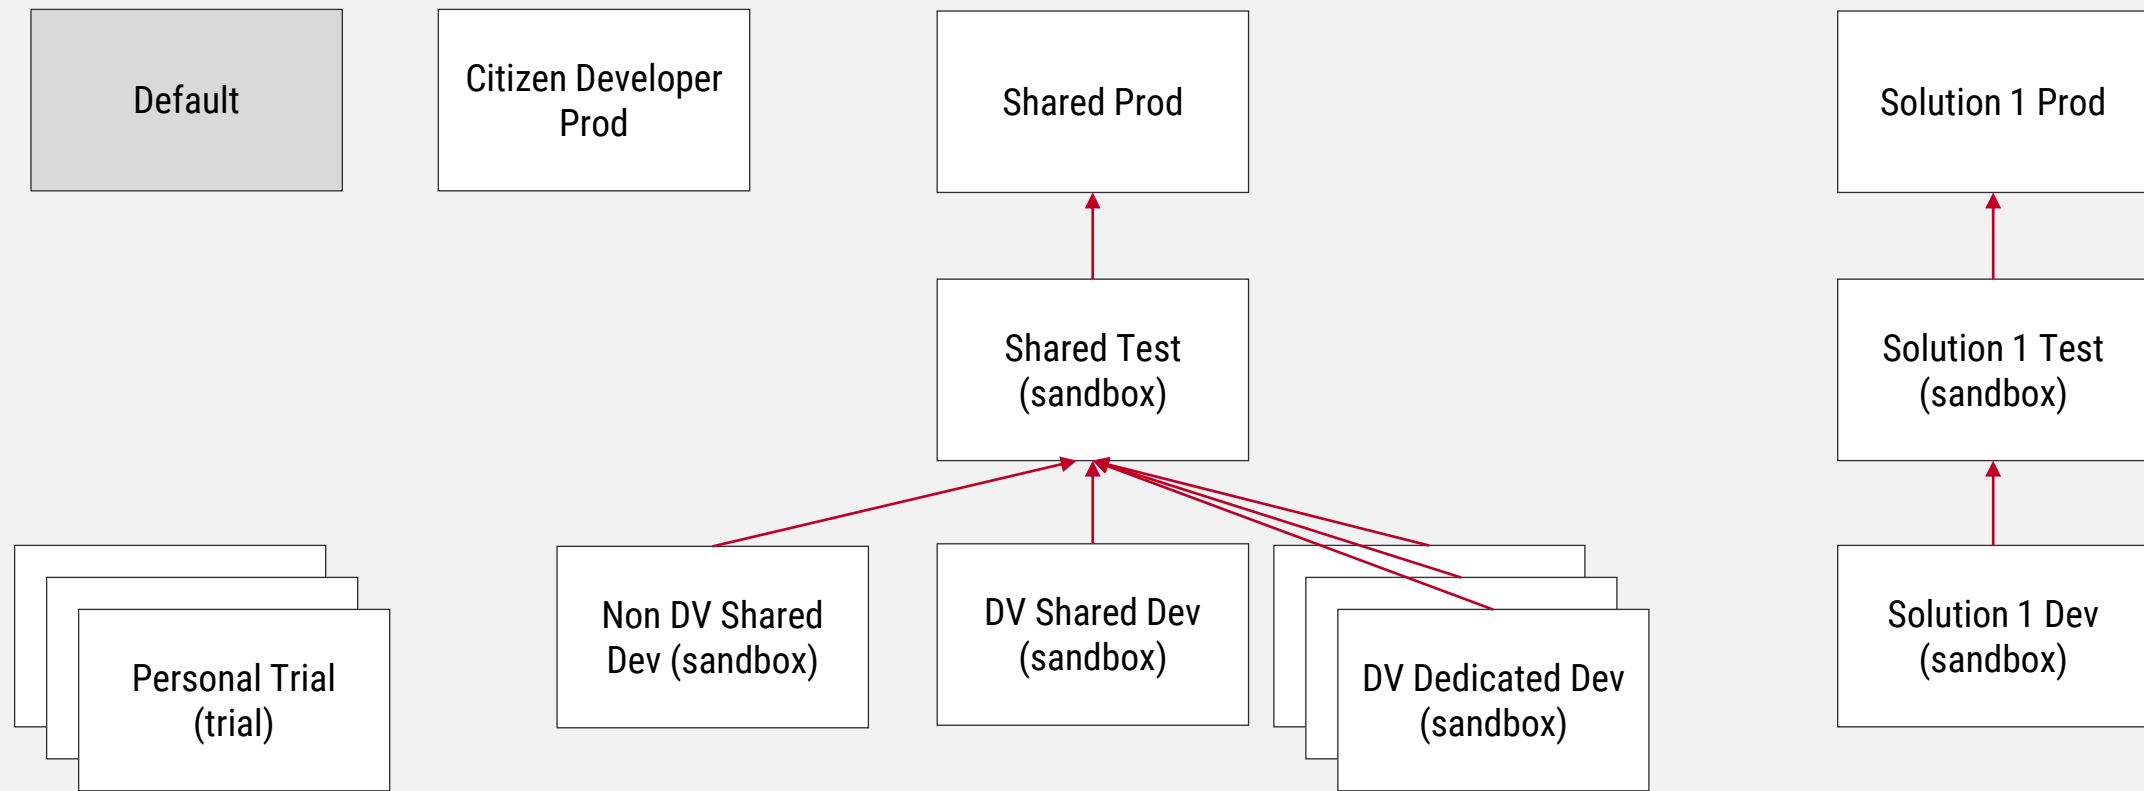 Default
Citizen Developer
Prod
Shared Prod
Solution 1 Prod
Shared Test
(sandbox)
Solution 1 Test
(sandbox)
Personal Trial
(trial)
Non DV Shared
Dev (sandbox)
DV Shared Dev
(sandbox)
DV Dedicated Dev
(sandbox)
Solution 1 Dev
(sandbox)